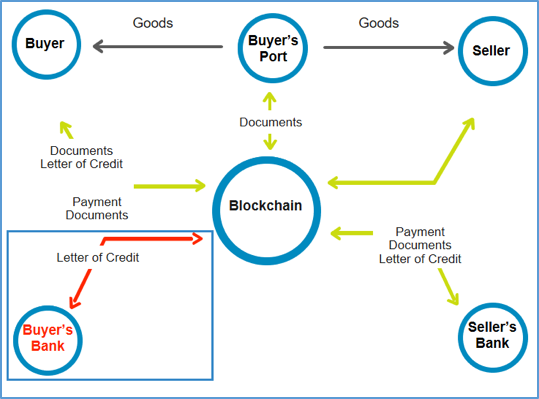 Goods
Goods
Buyer
Buyer's
Port
Seller
Documents
Documents
Letter of Credit
Blockchain
Payment
Documents
Payment
Documents
Letter of Credit
Letter of Credit
Buyer's
Bank
Seller's
Bank